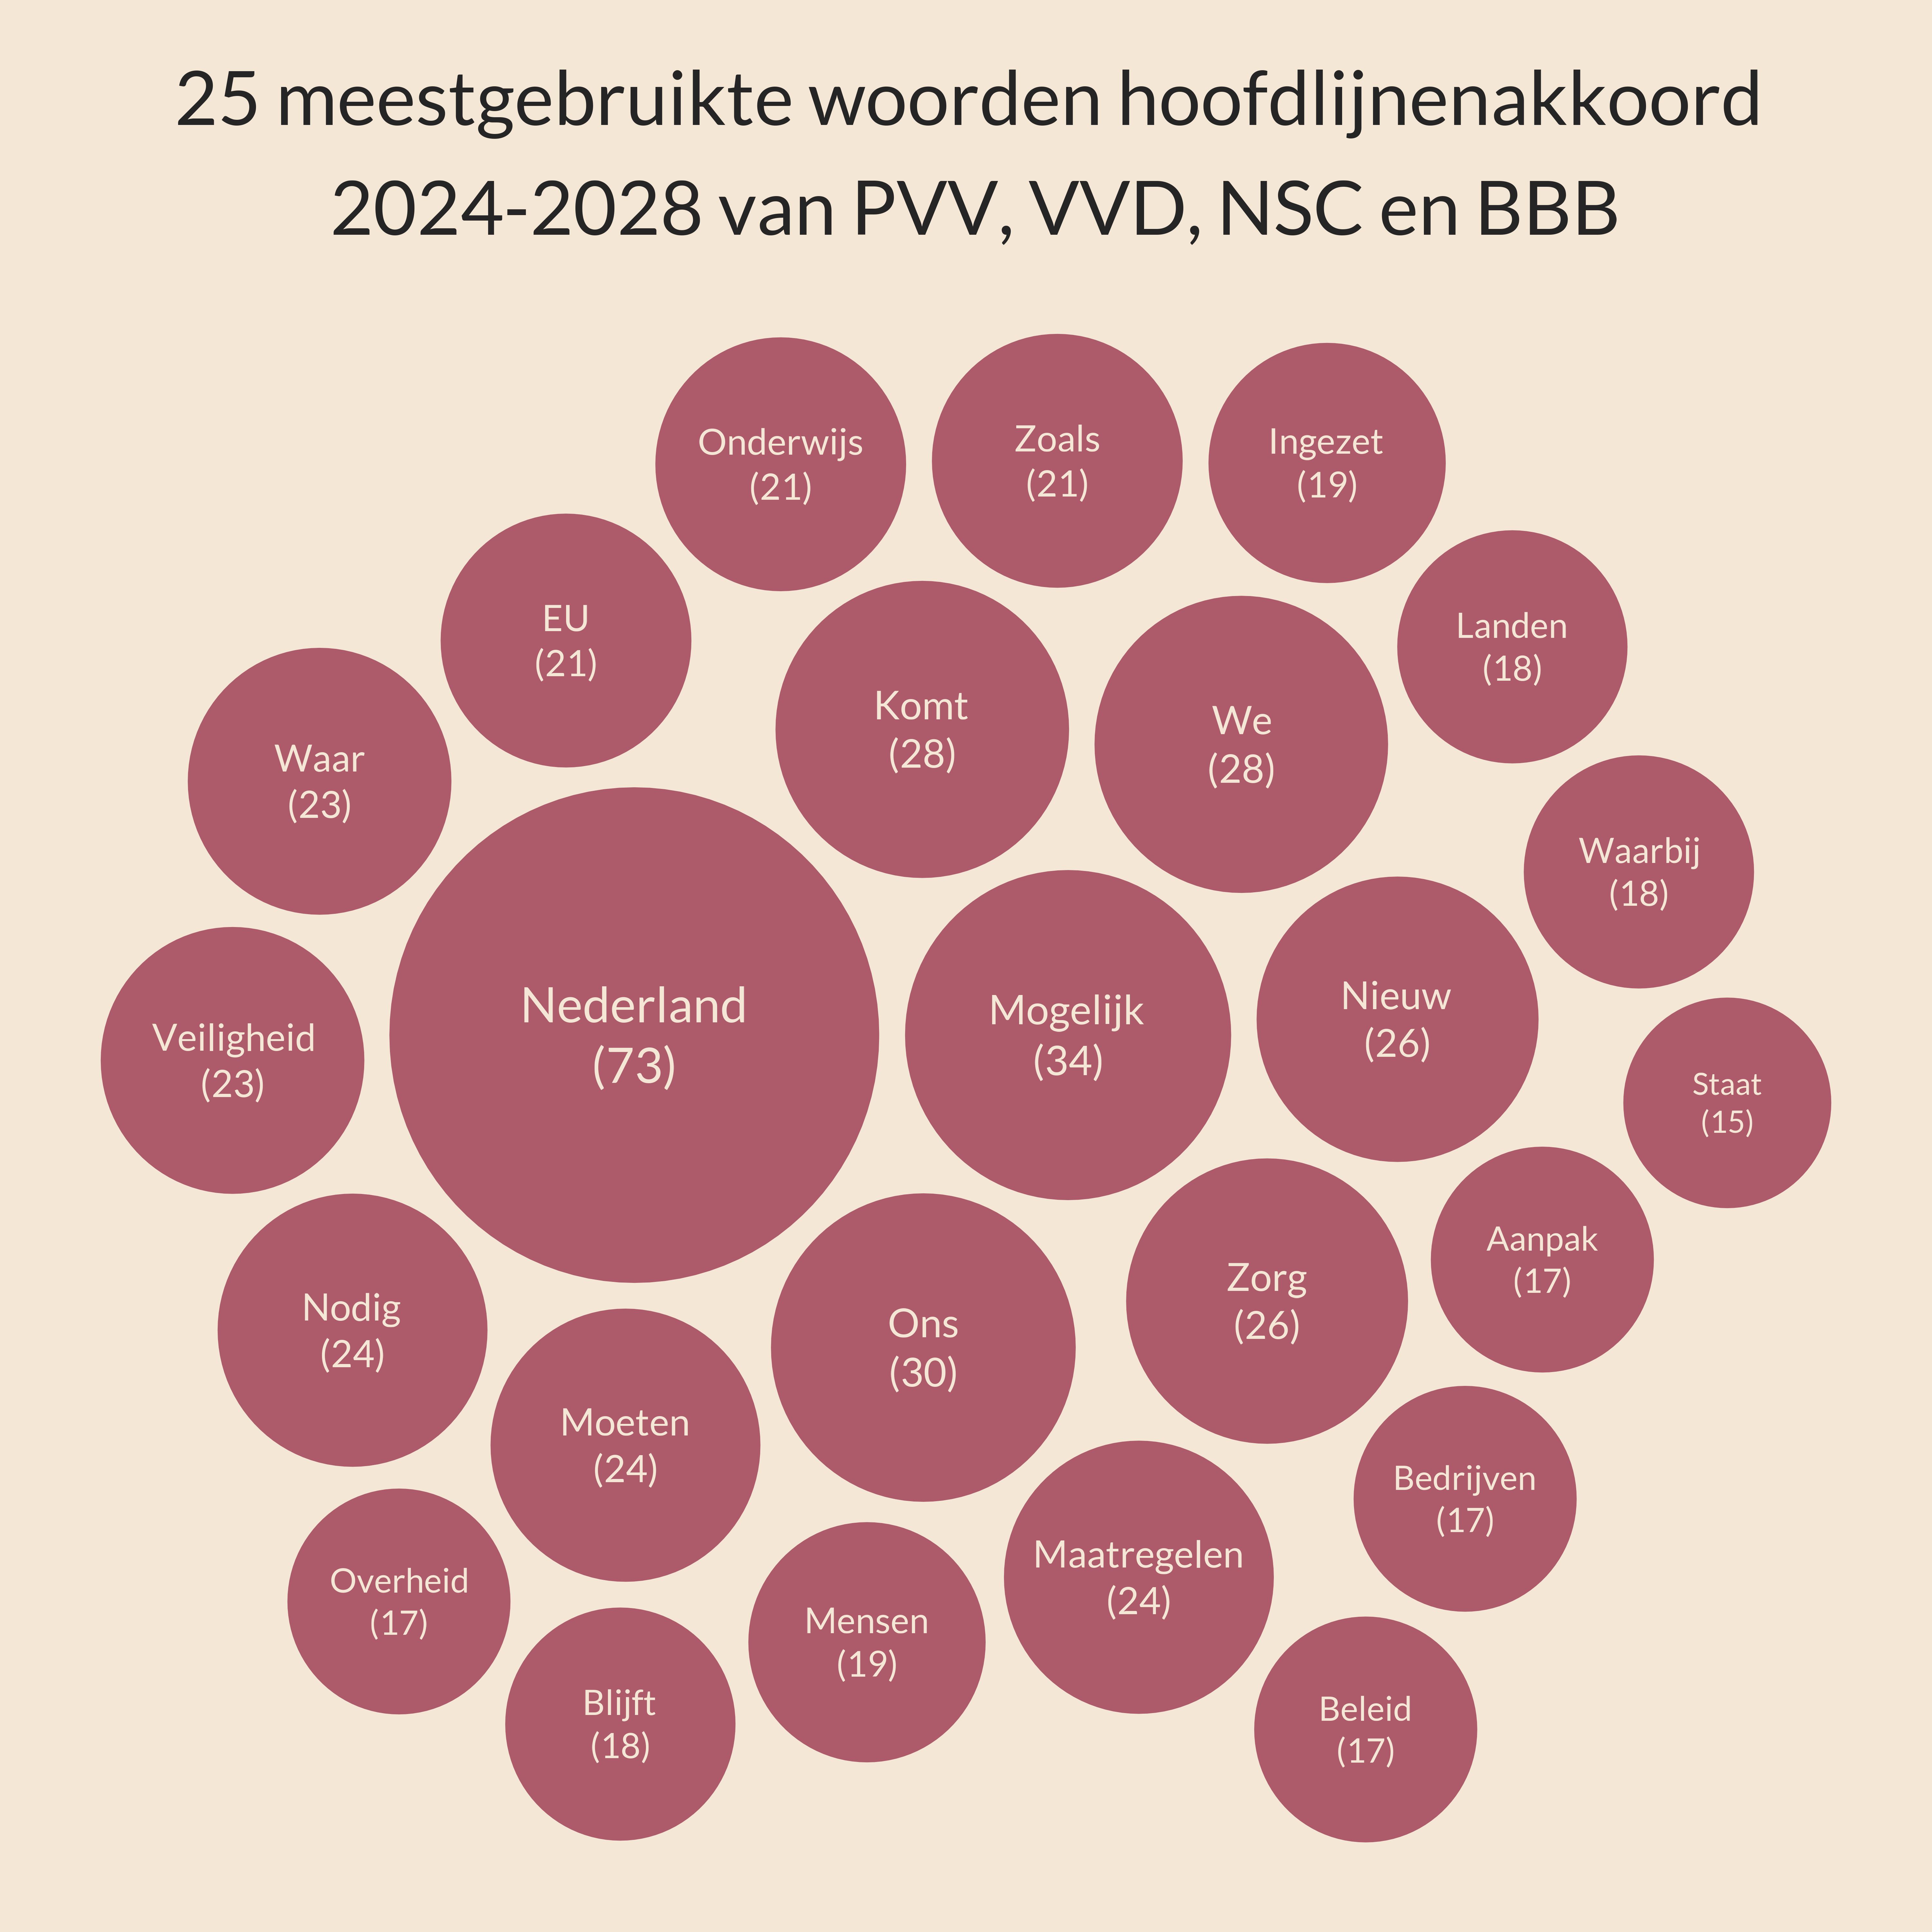 25 meestgebruikte woorden hoofdlijnenakkoord
2024-2028 van PVV, VVD, NSC en BBB
Onderwijs
(21)
Zoals
(21)
Ingezet
(19)
EU
(21)
Landen
(18)
Komt
(28)
We
(28)
Waar
(23)
Waarbij
(18)
Nederland
(73)
Mogelijk
(34)
Nieuw
(26)
Veiligheid
(23)
Staat
(15)
Aanpak
(17)
Zorg
(26)
Nodig
(24)
Ons
(30)
Moeten
(24)
Bedrijven
(17)
Maatregelen
(24)
Overheid
(17)
Mensen
(19)
Blijft
(18)
Beleid
(17)